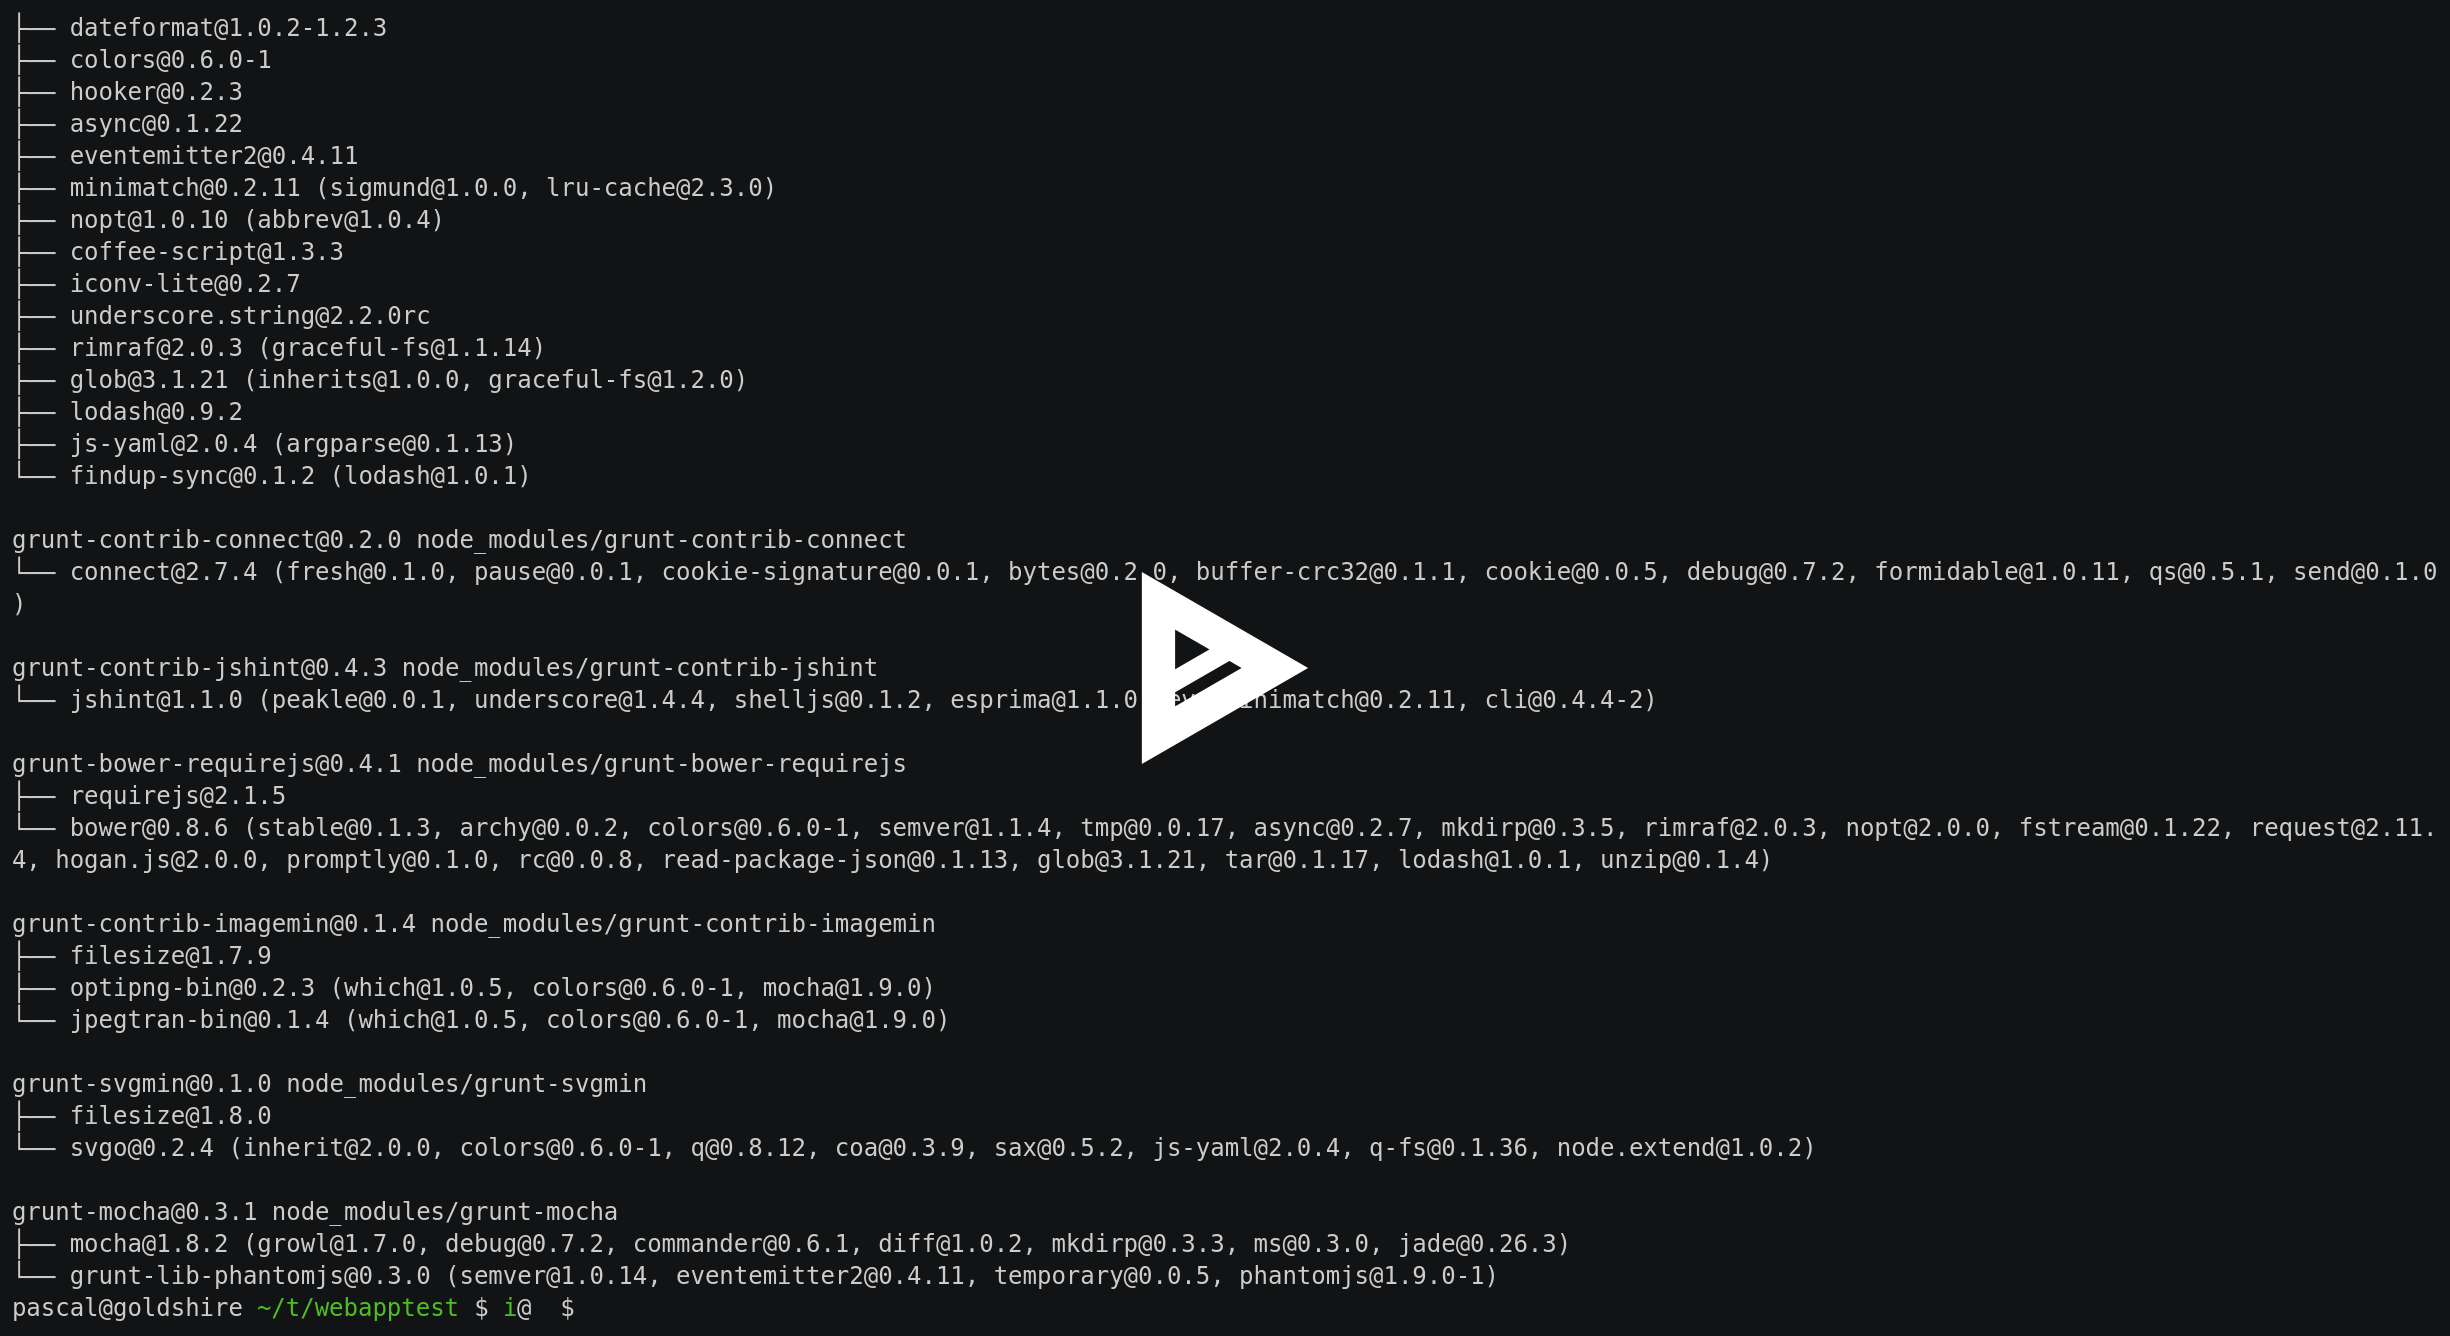 ├── dateformat@1.0.2-1.2.3
├── colors@0.6.0-1
├── hooker@0.2.3
├── async@0.1.22
├── eventemitter2@0.4.11
├── minimatch@0.2.11 (sigmund@1.0.0, lru-cache@2.3.0)
├── nopt@1.0.10 (abbrev@1.0.4)
├── coffee-script@1.3.3
├── iconv-lite@0.2.7
├── underscore.string@2.2.0rc
├── rimraf@2.0.3 (graceful-fs@1.1.14)
├── glob@3.1.21 (inherits@1.0.0, graceful-fs@1.2.0)
├── lodash@0.9.2
├── js-yaml@2.0.4 (argparse@0.1.13)
└── findup-sync@0.1.2 (lodash@1.0.1)
grunt-contrib-connect@0.2.0 node_modules/grunt-contrib-connect
└── connect@2.7.4 (fresh@0.1.0, pause@0.0.1, cookie-signature@0.0.1, bytes@0.2.0, buffer-crc32@0.1.1, cookie@0.0.5, debug@0.7.2, formidable@1.0.11, qs@0.5.1, send@0.1.0
)
grunt-contrib-jshint@0.4.3 node_modules/grunt-contrib-jshint
└── jshint@1.1.0 (peakle@0.0.1, underscore@1.4.4, shelljs@0.1.2, esprima@1.1.0 minimatch@0.2.11, cli@0.4.4-2)
grunt-bower-requirejs@0.4.1 node_modules/grunt-bower-requirejs
├── requirejs@2.1.5
└── bower@0.8.6 (stable@0.1.3, archy@0.0.2, colors@0.6.0-1, semver@1.1.4, tmp@0.0.17, async@0.2.7, mkdirp@0.3.5, rimraf@2.0.3, nopt@2.0.0, fstream@0.1.22, request@2.11.
4, hogan.js@2.0.0, promptly@0.1.0, rc@0.0.8, read-package-json@0.1.13, glob@3.1.21, tar@0.1.17, lodash@1.0.1, unzip@0.1.4)
grunt-contrib-imagemin@0.1.4 node_modules/grunt-contrib-imagemin
├── filesize@1.7.9
├── optipng-bin@0.2.3 (which@1.0.5, colors@0.6.0-1, mocha@1.9.0)
└── jpegtran-bin@0.1.4 (which@1.0.5, colors@0.6.0-1, mocha@1.9.0)
grunt-svgmin@0.1.0 node_modules/grunt-svgmin
├── filesize@1.8.0
└── svgo@0.2.4 (inherit@2.0.0, colors@0.6.0-1, q@0.8.12, coa@0.3.9, sax@0.5.2, js-yaml@2.0.4, q-fs@0.1.36, node.extend@1.0.2)
grunt-mocha@0.3.1 node_modules/grunt-mocha
├── mocha@1.8.2 (growl@1.7.0, debug@0.7.2, commander@0.6.1, diff@1.0.2, mkdirp@0.3.3, ms@0.3.0, jade@0.26.3)
└── grunt-lib-phantomjs@0.3.0 (semver@1.0.14, eventemitter2@0.4.11, temporary@0.0.5, phantomjs@1.9.0-1)
pascal@goldshire ~/t/webapptest $ i@  $